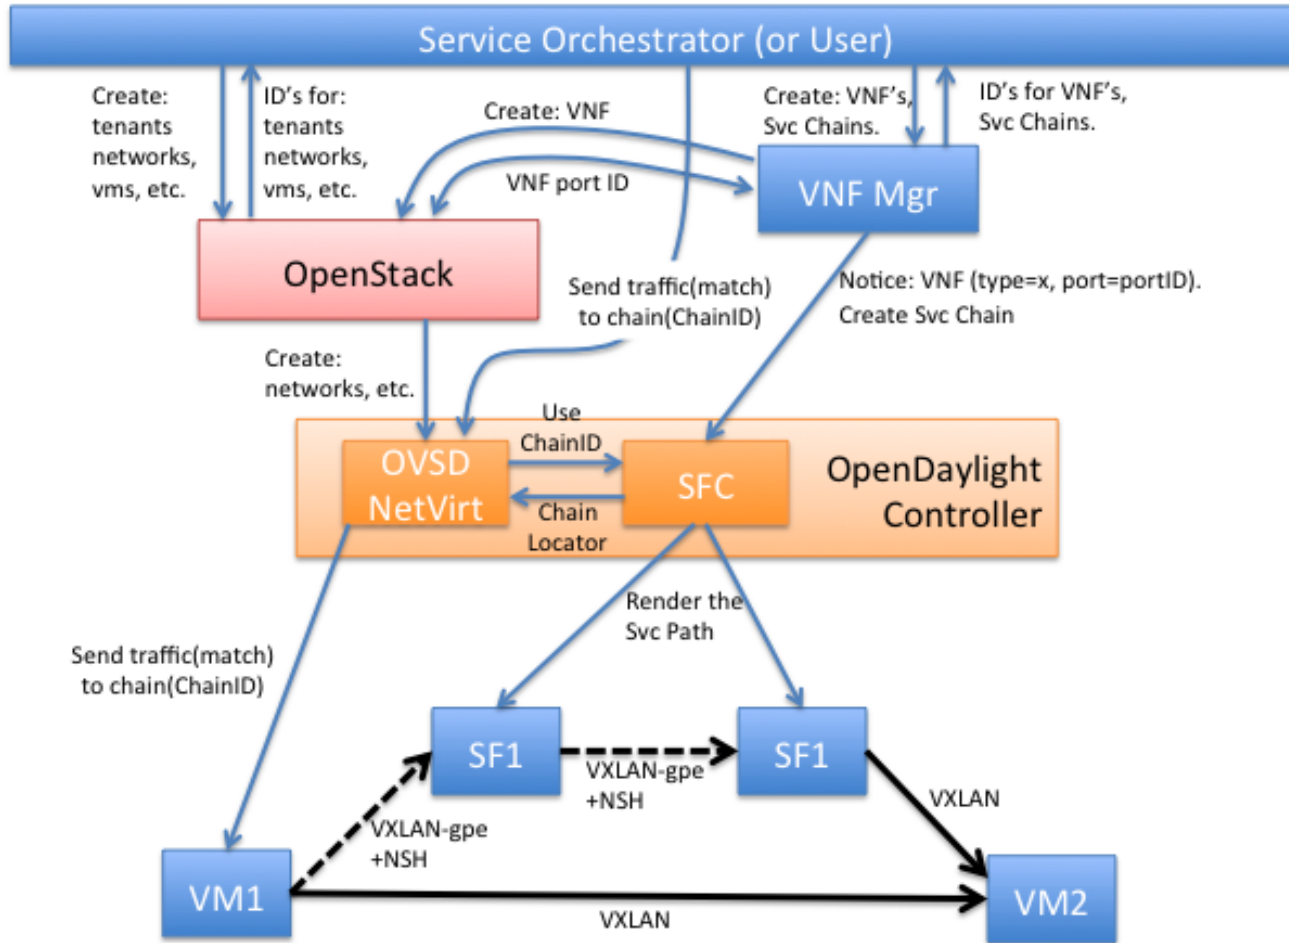 Service Orchestrator (or User)
Create:
tenants
networks,
vms, etc.
ID's for:
tenants
networks,
vms, etc.
Create: VNF
VNF port ID
Create: VNF's,
Svc Chains.
ID's for VNF's,
Svc Chains.
VNF Mgr
OpenStack
Send traffic(match)
to chain(ChainID)
Notice: VNF (type=x, port=portID).
Create Svc Chain
Create:
networks, etc.
Use
ChainID
OVSD
NetVirt
SFC
Chain
Locator
OpenDaylight
Controller
Render the
Svc Path
Send traffic(match)
to chain(ChainID)
SF1
VXLAN-gpe
+NSH
SF1
VXLAN
VXLAN-gpe
+NSH
VM1
VXLAN
VM2